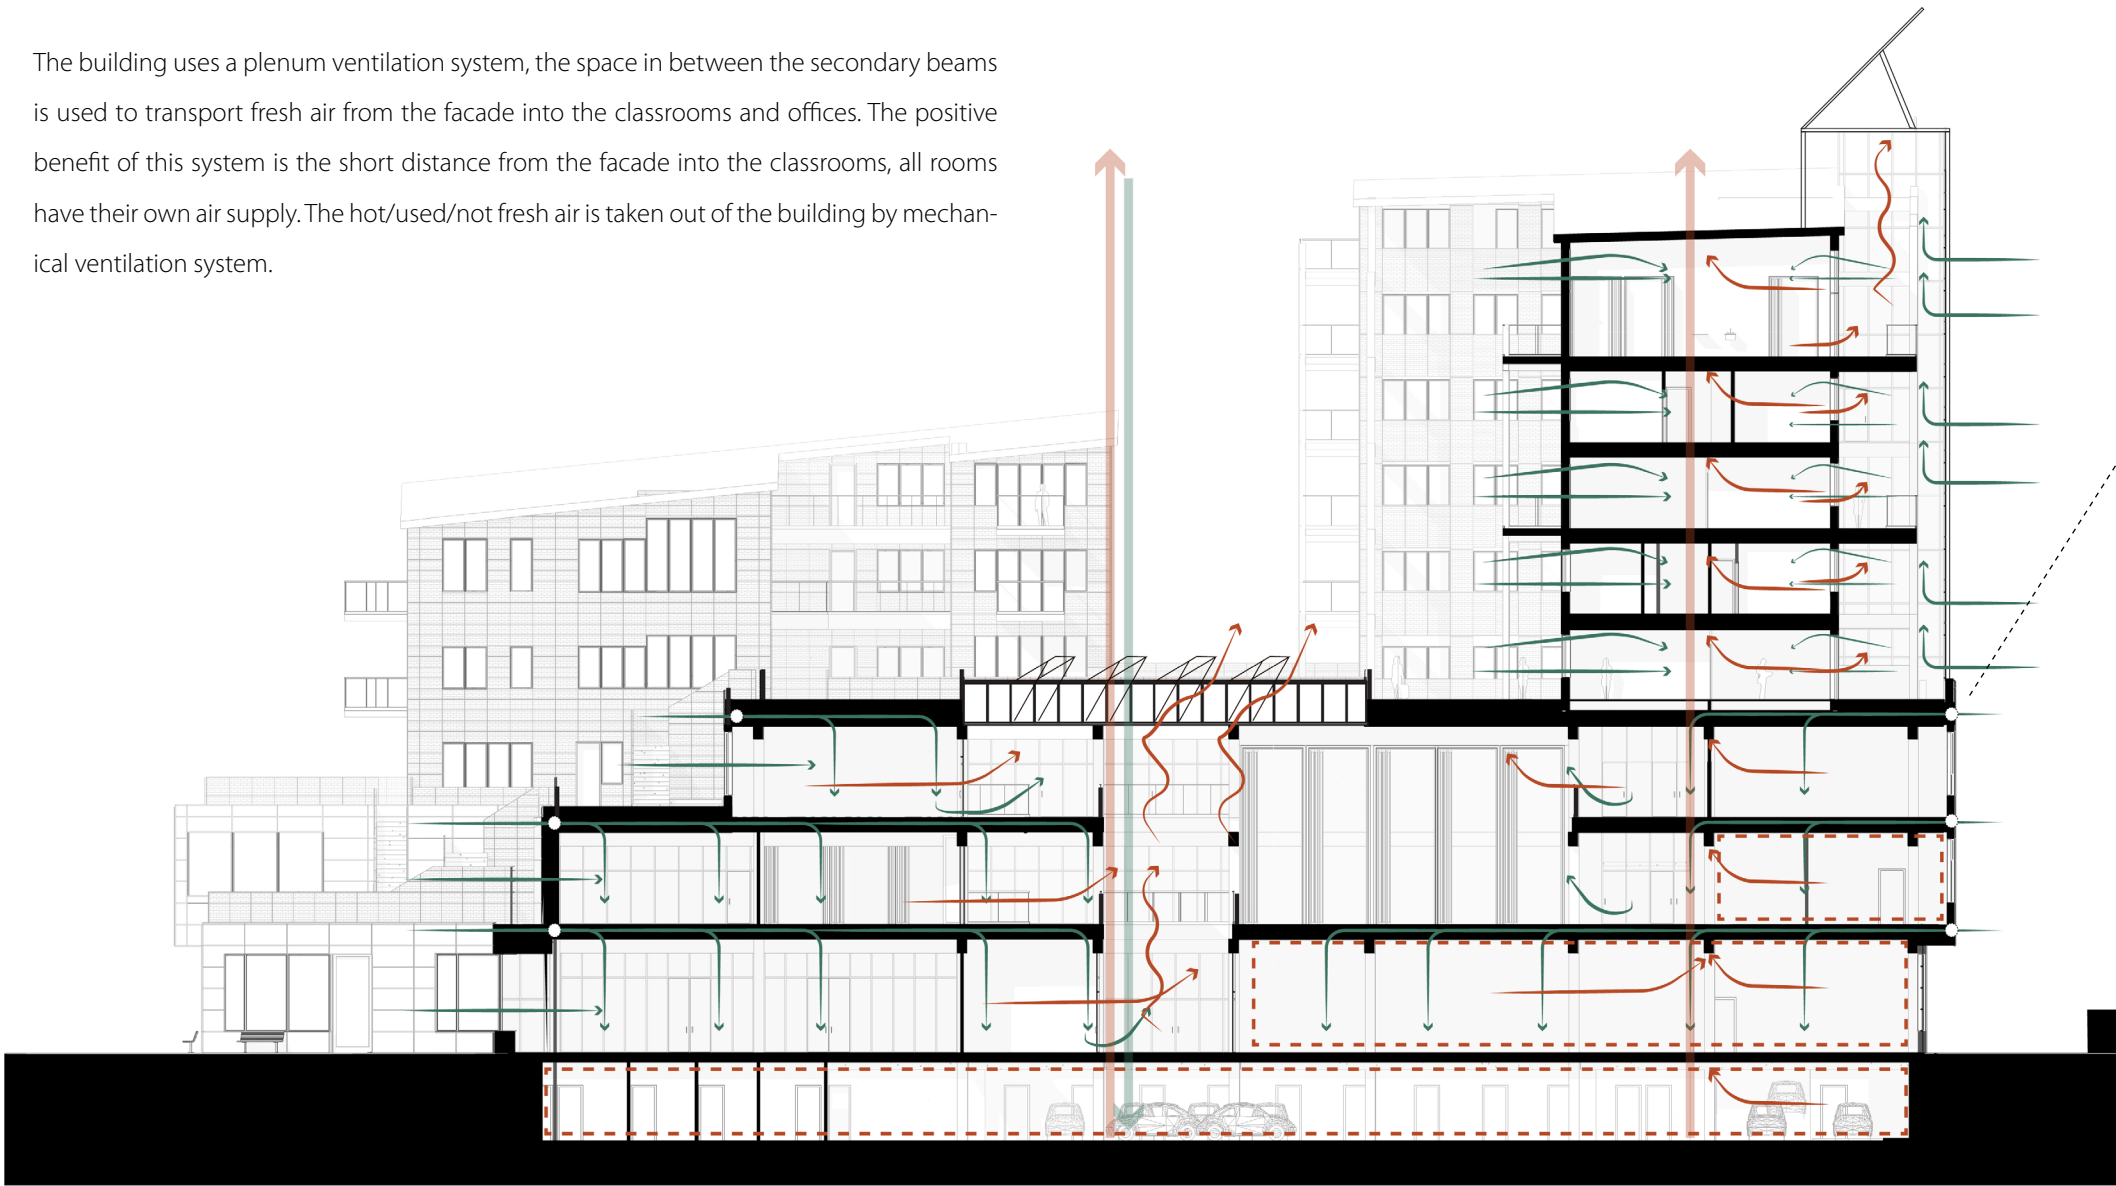 The building uses a plenum ventilation system, the space in between the secondary beams
is used to transport fresh air from the facade into the classrooms and offices. The positive
benefit of this system is the short distance from the facade into the classrooms, all rooms
have their own air supply. The hot/used/not fresh air is taken out of the building by mechan-
ical ventilation system.